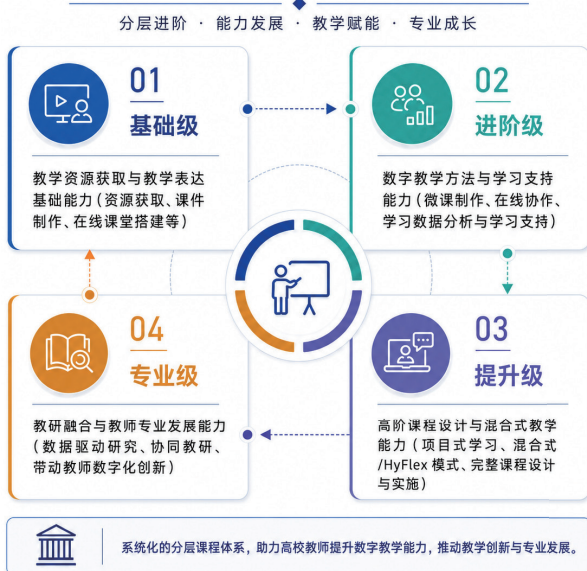 分层进阶 · 能力发展 · 教学赋能 · 专业成长
01
基础级
教学资源获取与教学表达
基础能力（资源获取、课件
制作、在线课堂搭建等）
02
进阶级
数字教学方法与学习支持
能力（微课制作、在线协作、
学习数据分析与学习支持）
04
专业级
教研融合与教师专业发展能力
（数据驱动研究、协同教研、
带动教师数字化创新）
03
提升级
高阶课程设计与混合式教学
能力（项目式学习、混合式
/HyFlex 模式、完整课程设计
与实施）
系统化的分层课程体系，助力高校教师提升数字教学能力，推动教学创新与专业发展。